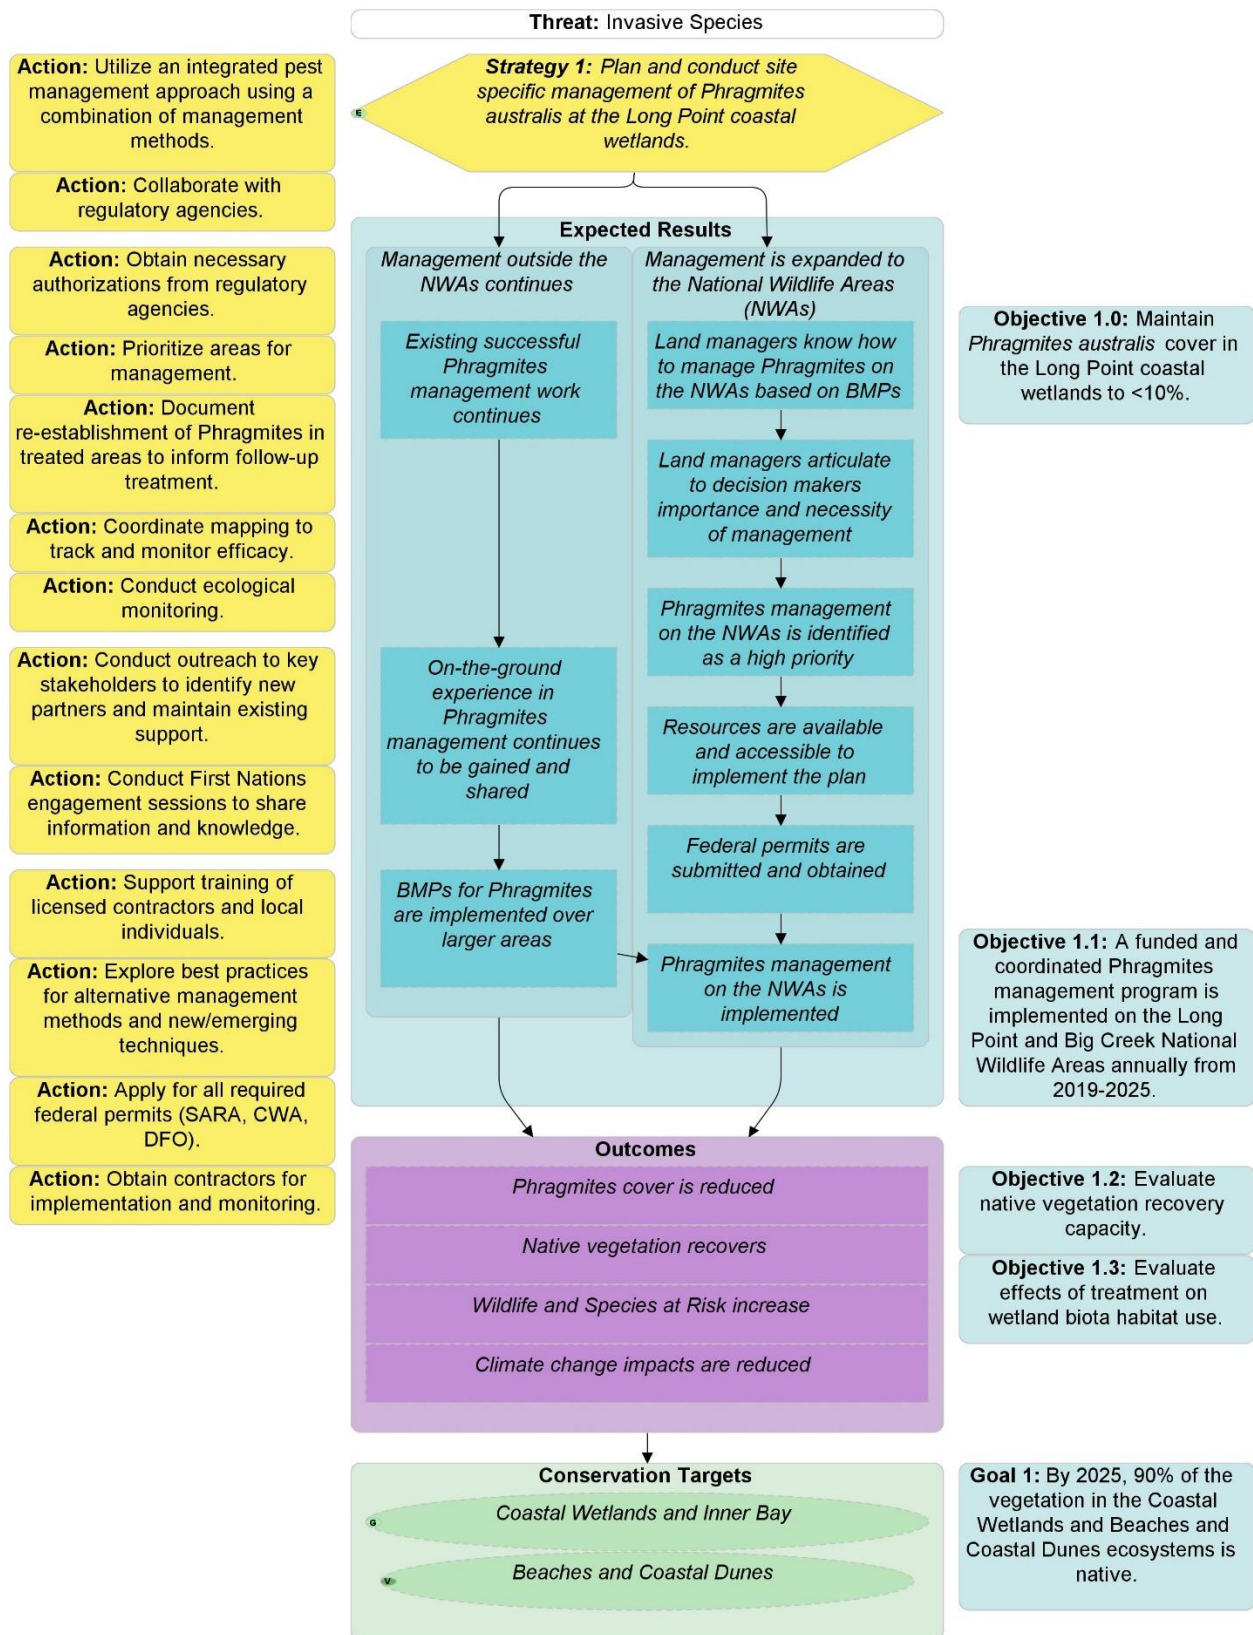 Threat: Invasive Species
Action: Utilize an integrated pest
management approach using a
combination of management
methods.
Action: Collaborate with
regulatory agencies.
Action: Obtain necessary
authorizations from regulatory
agencies.
Action: Prioritize areas for
management.
Action: Document
re-establishment of Phragmites in
treated areas to inform follow-up
treatment.
Action: Coordinate mapping to
track and monitor efficacy.
Action: Conduct ecological
monitoring.
Action: Conduct outreach to key
stakeholders to identify new
partners and maintain existing
support.
Action: Conduct First Nations
engagement sessions to share
information and knowledge.
Action: Support training of
licensed contractors and local
individuals.
Action: Explore best practices
for alternative management
methods and new/emerging
techniques.
Action: Apply for all required
federal permits (SARA, CWA,
DFO).
Action: Obtain contractors for
implementation and monitoring.
E
Strategy 1: Plan and conduct site
specific management of Phragmites
australis at the Long Point coastal
wetlands.
Expected Results
Management outside the
NWAs continues
Existing successful
Phragmites
management work
continues
On-the-ground
experience in
Phragmites
management continues
to be gained and
shared
BMPs for Phragmites
are implemented over
larger areas
Management is expanded to
the National Wildlife Areas
(NWAs)
Land managers know how
to manage Phragmites on
the NWAs based on BMPs
Land managers articulate
to decision makers
importance and necessity
of management
Phragmites management
on the NWAs is identified
as a high priority
Resources are available
and accessible to
implement the plan
Federal permits are
submitted and obtained
Phragmites management
on the NWAs is
implemented
Outcomes
Phragmites cover is reduced
Native vegetation recovers
Wildlife and Species at Risk increase
Climate change impacts are reduced
Conservation Targets
G
Coastal Wetlands and Inner Bay
V
Beaches and Coastal Dunes
Objective 1.0: Maintain
Phragmites australis cover in
the Long Point coastal
wetlands to <10%.
Objective 1.1: A funded and
coordinated Phragmites
management program is
implemented on the Long
Point and Big Creek National
Wildlife Areas annually from
2019-2025.
Objective 1.2: Evaluate
native vegetation recovery
capacity.
Objective 1.3: Evaluate
effects of treatment on
wetland biota habitat use.
Goal 1: By 2025, 90% of the
vegetation in the Coastal
Wetlands and Beaches and
Coastal Dunes ecosystems is
native.